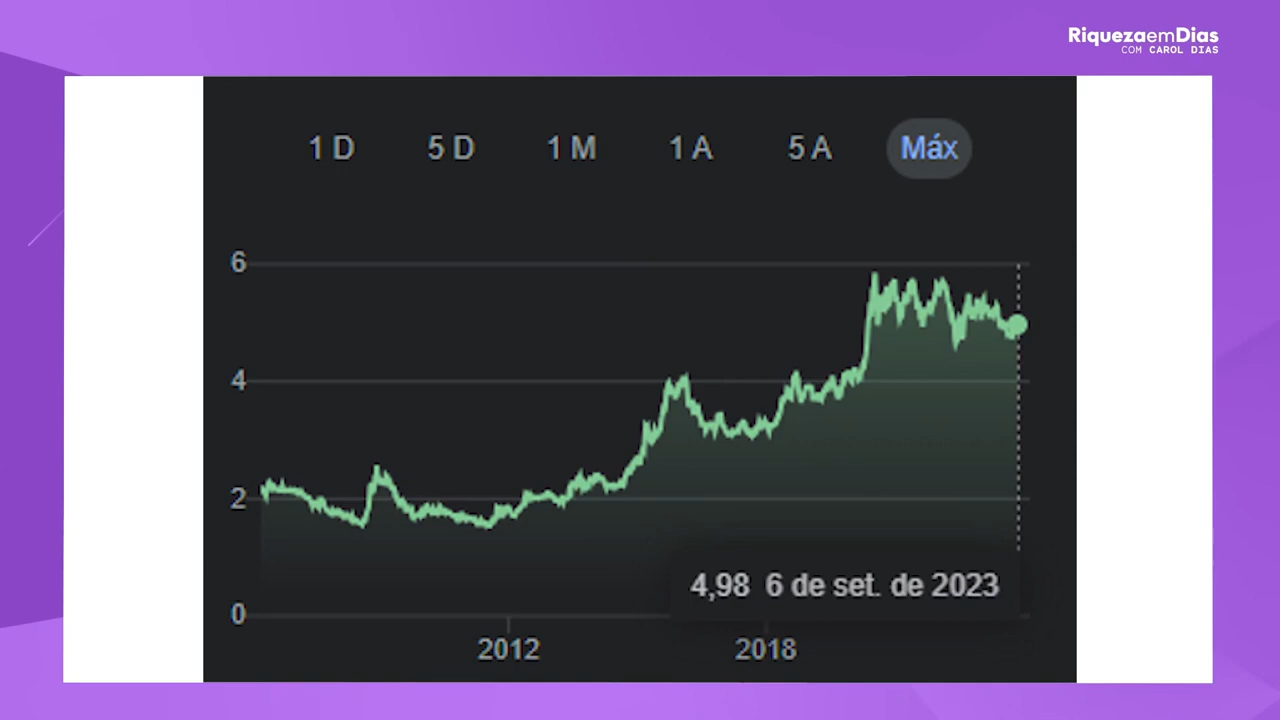 RiquezaemDias
COM CAROL DIAS
1 D 5 D 1 M 1 A 5 A Máx
6
4
2
0
4,98 6 de set. de 2023
2012 2018